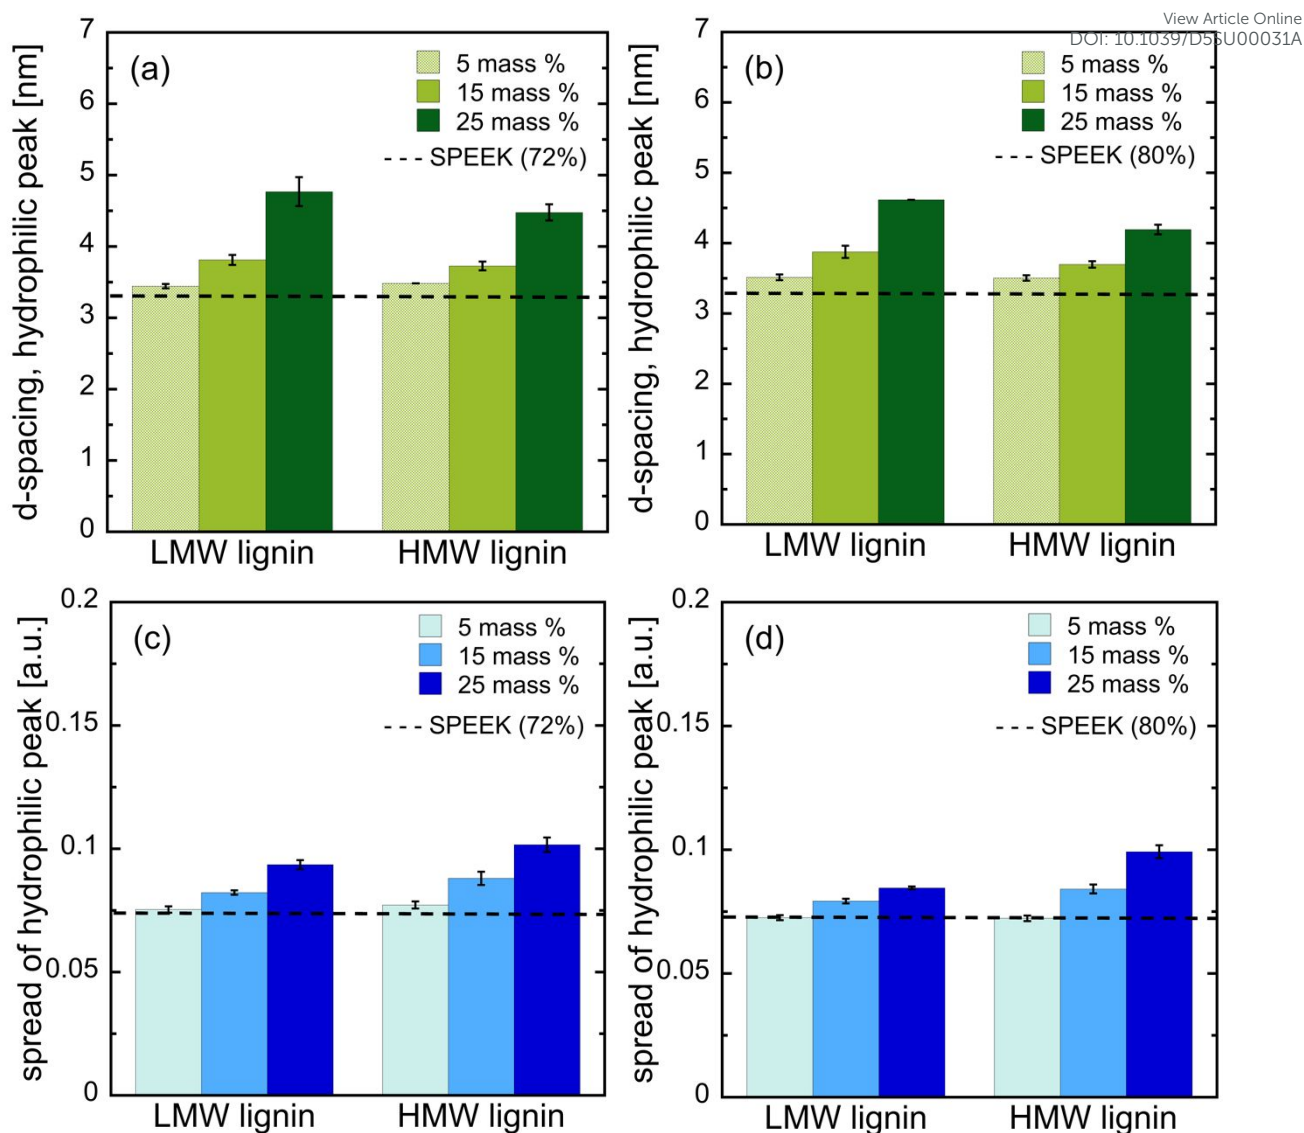 View Article Online
DOI: 10.1039/D5SU00031A
(a)
5 mass %
15 mass %
25 mass %
SPEEK (72%)
d-spacing, hydrophilic peak [nm]
7
6
5
4
3
2
1
0
LMW lignin
HMW lignin
(b)
5 mass %
15 mass %
25 mass %
SPEEK (80%)
d-spacing, hydrophilic peak [nm]
7
6
5
4
3
2
1
0
LMW lignin
HMW lignin
(c)
5 mass %
15 mass %
25 mass %
SPEEK (72%)
spread of hydrophilic peak [a.u.]
0.2
0.15
0.1
0.05
0
LMW lignin
HMW lignin
(d)
5 mass %
15 mass %
25 mass %
SPEEK (80%)
spread of hydrophilic peak [a.u.]
0.2
0.15
0.1
0.05
0
LMW lignin
HMW lignin